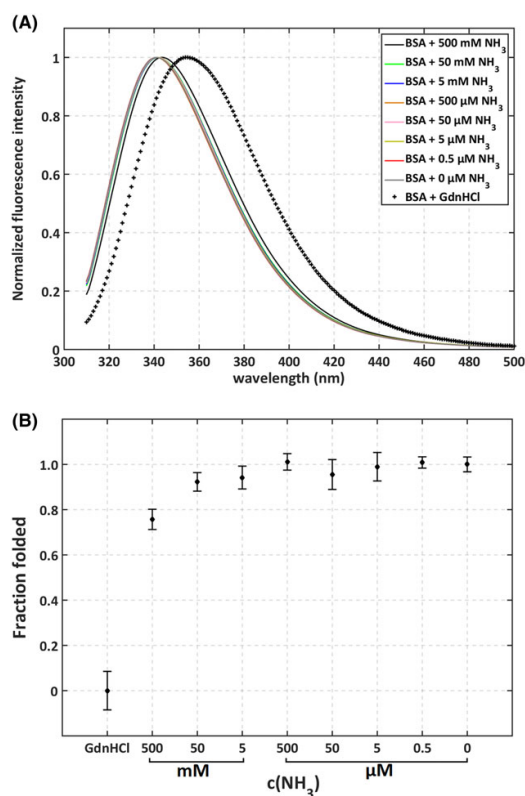 (A)
1
0.8
0.6
0.4
0.2
0
300 320 340 360 380 400 420 440 460 480 500
wavelength (nm)
Normalized fluorescence intensity
BSA + 500 mM NH3
BSA + 50 mM NH3
BSA + 5 mM NH3
BSA + 500 μM NH3
BSA + 50 μM NH3
BSA + 5 μM NH3
BSA + 0.5 μM NH3
BSA + 0 μM NH3
BSA + GdnHCl
(B)
1.0
0.8
0.6
0.4
0.2
0
Fraction folded
GdnHCl 500 50 5 500 50 5 0.5 0
mM μM
c(NH3)